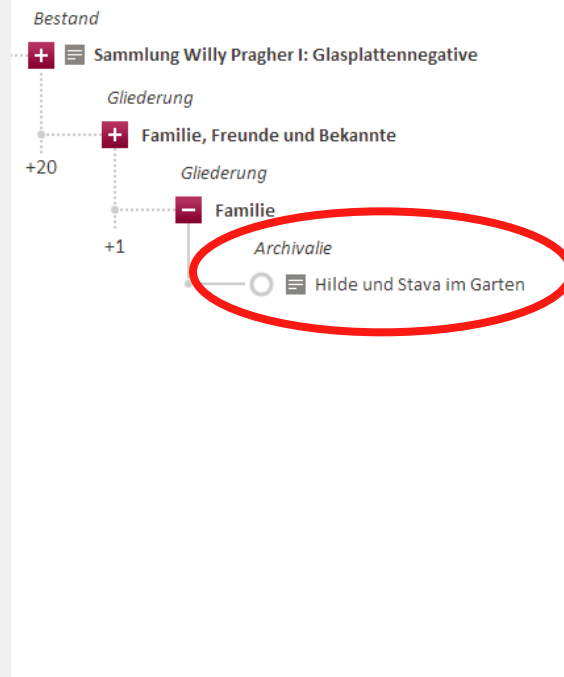 Bestand
Sammlung Willy Pragher I: Glasplattennegative
Gliederung
Familie, Freunde und Bekannte
+20
Gliederung
Familie
+1
Archivalie
Hilde und Stava im Garten